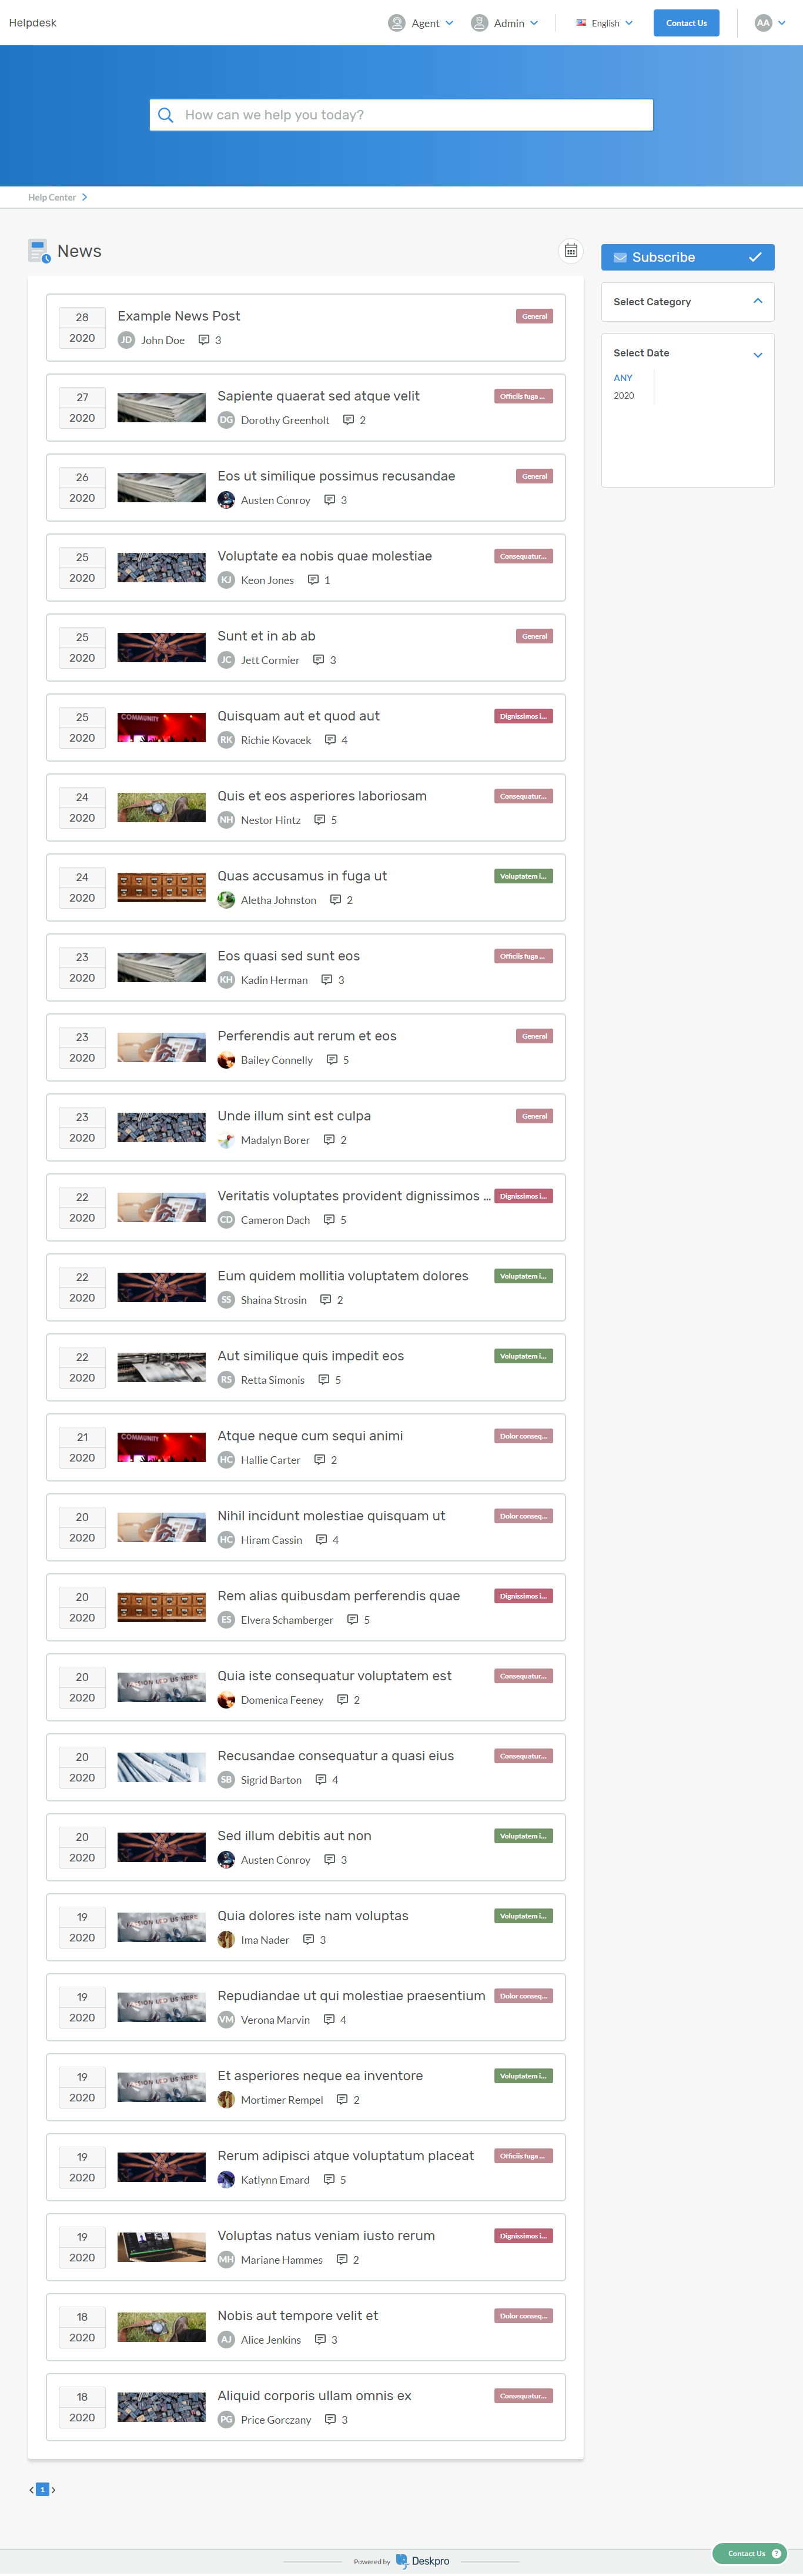 Helpdesk
Agent
Admin
English
Contact Us
AA
How can we help you today?
Help Center
News
Subscribe
Select Category
Select Date
ANY
2020
28
2020
Example News Post
General
JD John Doe 3
27
2020
Sapiente quaerat sed atque velit
Officiis fuga ...
DG Dorothy Greenholt 2
26
2020
Eos ut similique possimus recusandae
General
Austen Conroy 3
25
2020
Voluptate ea nobis quae molestiae
Consequatur...
KJ Keon Jones 1
25
2020
Sunt et in ab ab
General
JC Jett Cormier 3
25
2020
COMMUNITY
Quisquam aut et quod aut
Dignissimos i...
RK Richie Kovacek 4
24
2020
Quis et eos asperiores laboriosam
Consequatur...
NH Nestor Hintz 5
24
2020
Quas accusamus in fuga ut
Voluptatem i...
Aletha Johnston 2
23
2020
Eos quasi sed sunt eos
Officiis fuga ...
KH Kadin Herman 3
23
2020
Perferendis aut rerum et eos
General
Bailey Connelly 5
23
2020
Unde illum sint est culpa
General
Madalyn Borer 2
22
2020
Veritatis voluptates provident dignissimos ...
Dignissimos i...
CD Cameron Dach 5
22
2020
Eum quidem mollitia voluptatem dolores
Voluptatem i...
SS Shaina Strosin 2
22
2020
Aut similique quis impedit eos
Voluptatem i...
RS Retta Simonis 5
21
2020
COMMUNITY
Atque neque cum sequi animi
Dolor conseq...
HC Hallie Carter 2
20
2020
Nihil incidunt molestiae quisquam ut
Dolor conseq...
HC Hiram Cassin 4
20
2020
Rem alias quibusdam perferendis quae
Dignissimos i...
ES Elvera Schamberger 5
20
2020
PASSION LED US HERE
Quia iste consequatur voluptatem est
Consequatur...
Domenica Feeney 2
20
2020
Recusandae consequatur a quasi eius
Consequatur...
SB Sigrid Barton 4
20
2020
Sed illum debitis aut non
Voluptatem i...
Austen Conroy 3
19
2020
PASSION LED US HERE
Quia dolores iste nam voluptas
Voluptatem i...
Ima Nader 3
19
2020
PASSION LED US HERE
Repudiandae ut qui molestiae praesentium
Dolor conseq...
VM Verona Marvin 4
19
2020
PASSION LED US HERE
Et asperiores neque ea inventore
Voluptatem i...
Mortimer Rempel 2
19
2020
Rerum adipisci atque voluptatum placeat
Officiis fuga ...
Katlynn Emard 5
19
2020
Voluptas natus veniam iusto rerum
Dignissimos i...
MH Mariane Hammes 2
18
2020
Nobis aut tempore velit et
Dolor conseq...
AJ Alice Jenkins 3
18
2020
Aliquid corporis ullam omnis ex
Consequatur...
PG Price Gorczany 3
1
Powered by Deskpro
Contact Us ?